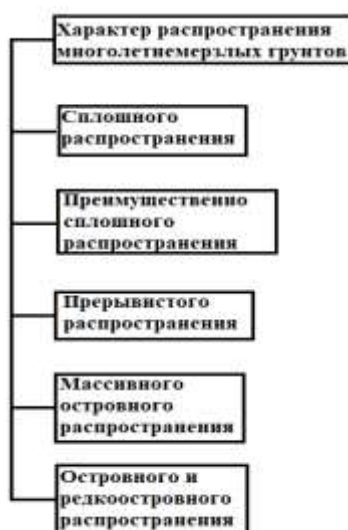 Характер распространения
многолетнемерзлых грунтов
Сплошного
распространения
Преимущественно
сплошного
распространения
Прерывистого
распространения
Массивного
островного
распространения
Островного и
редкоостровного
распространения